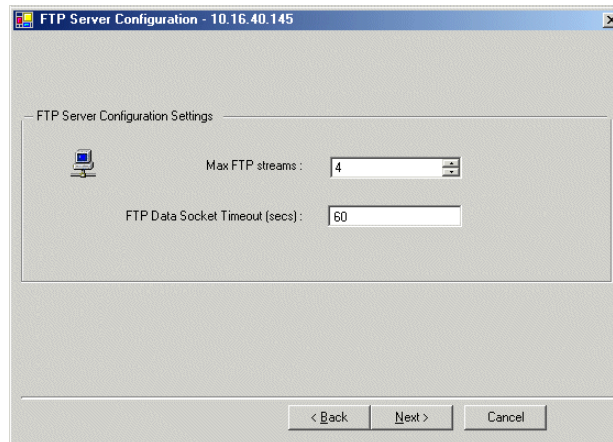 FTP Server Configuration - 10.16.40.145
FTP Server Configuration Settings
Max FTP streams : 4
FTP Data Socket Timeout (secs) : 60
< Back Next > Cancel